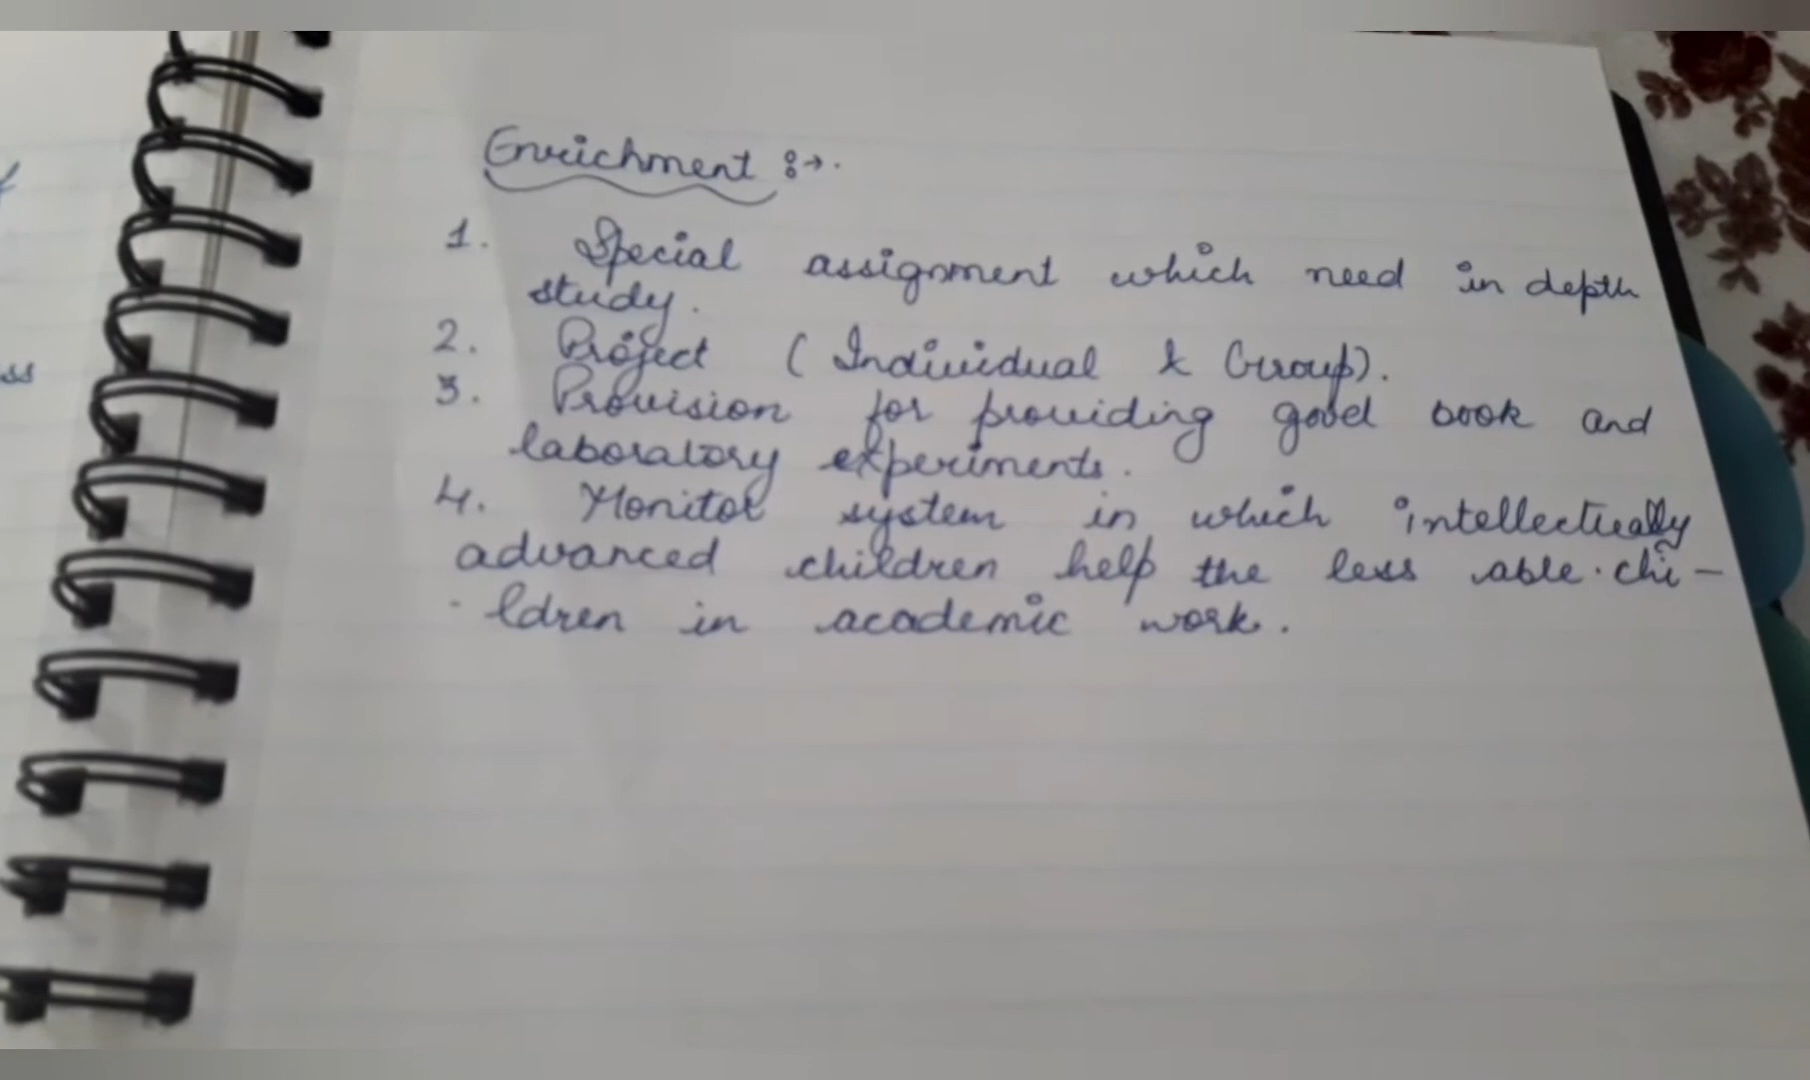 Enrichment :→.
1. Special assignment which need in depth
study.
2. Project (Individual & Group).
3. Provision for providing good book and
laboratory experiments.
4. Monitor system in which intellectually
advanced children help the less able chi-
ldren in academic work.
ss